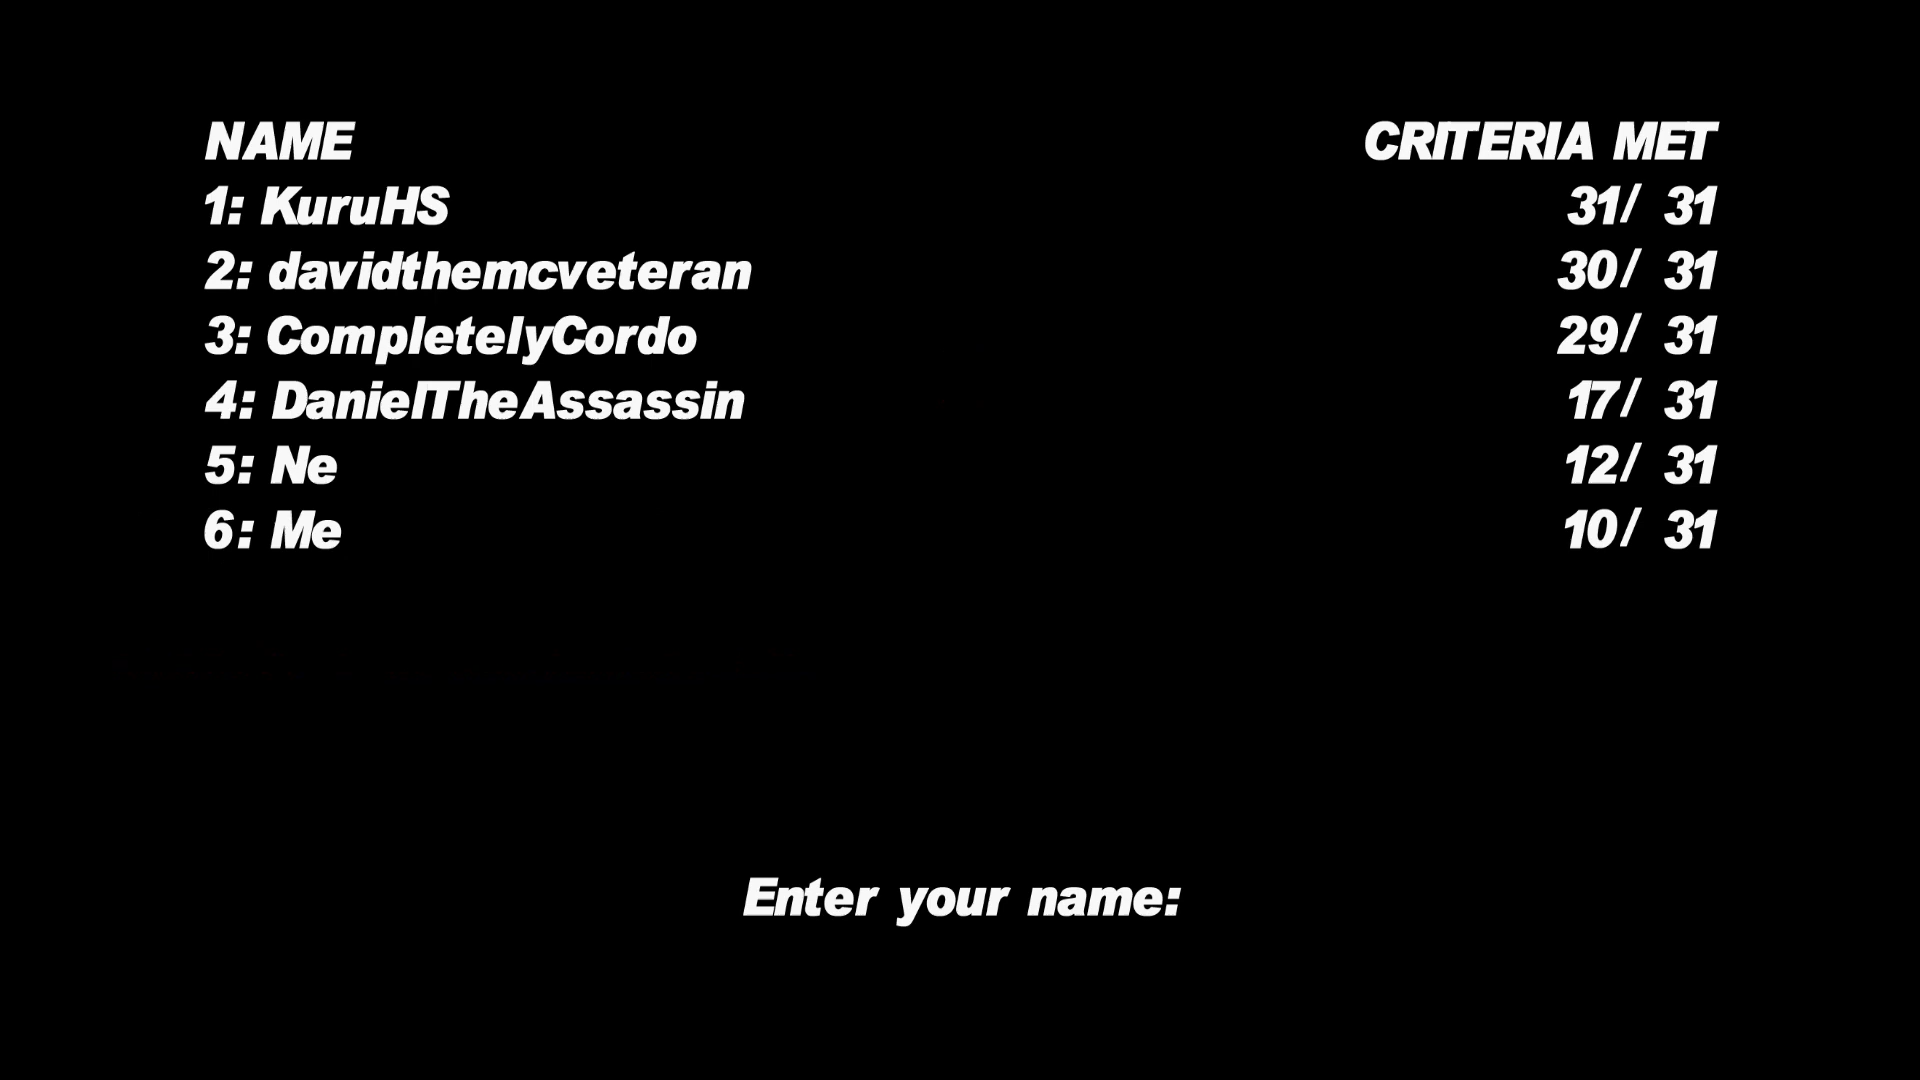 NAME CRITERIA MET
1: KuruHS 31/ 31
2: davidthemcveteran 30/ 31
3: CompletelyCordo 29/ 31
4: DanielTheAssassin 17/ 31
5: Ne 12/ 31
6: Me 10/ 31
Enter your name: